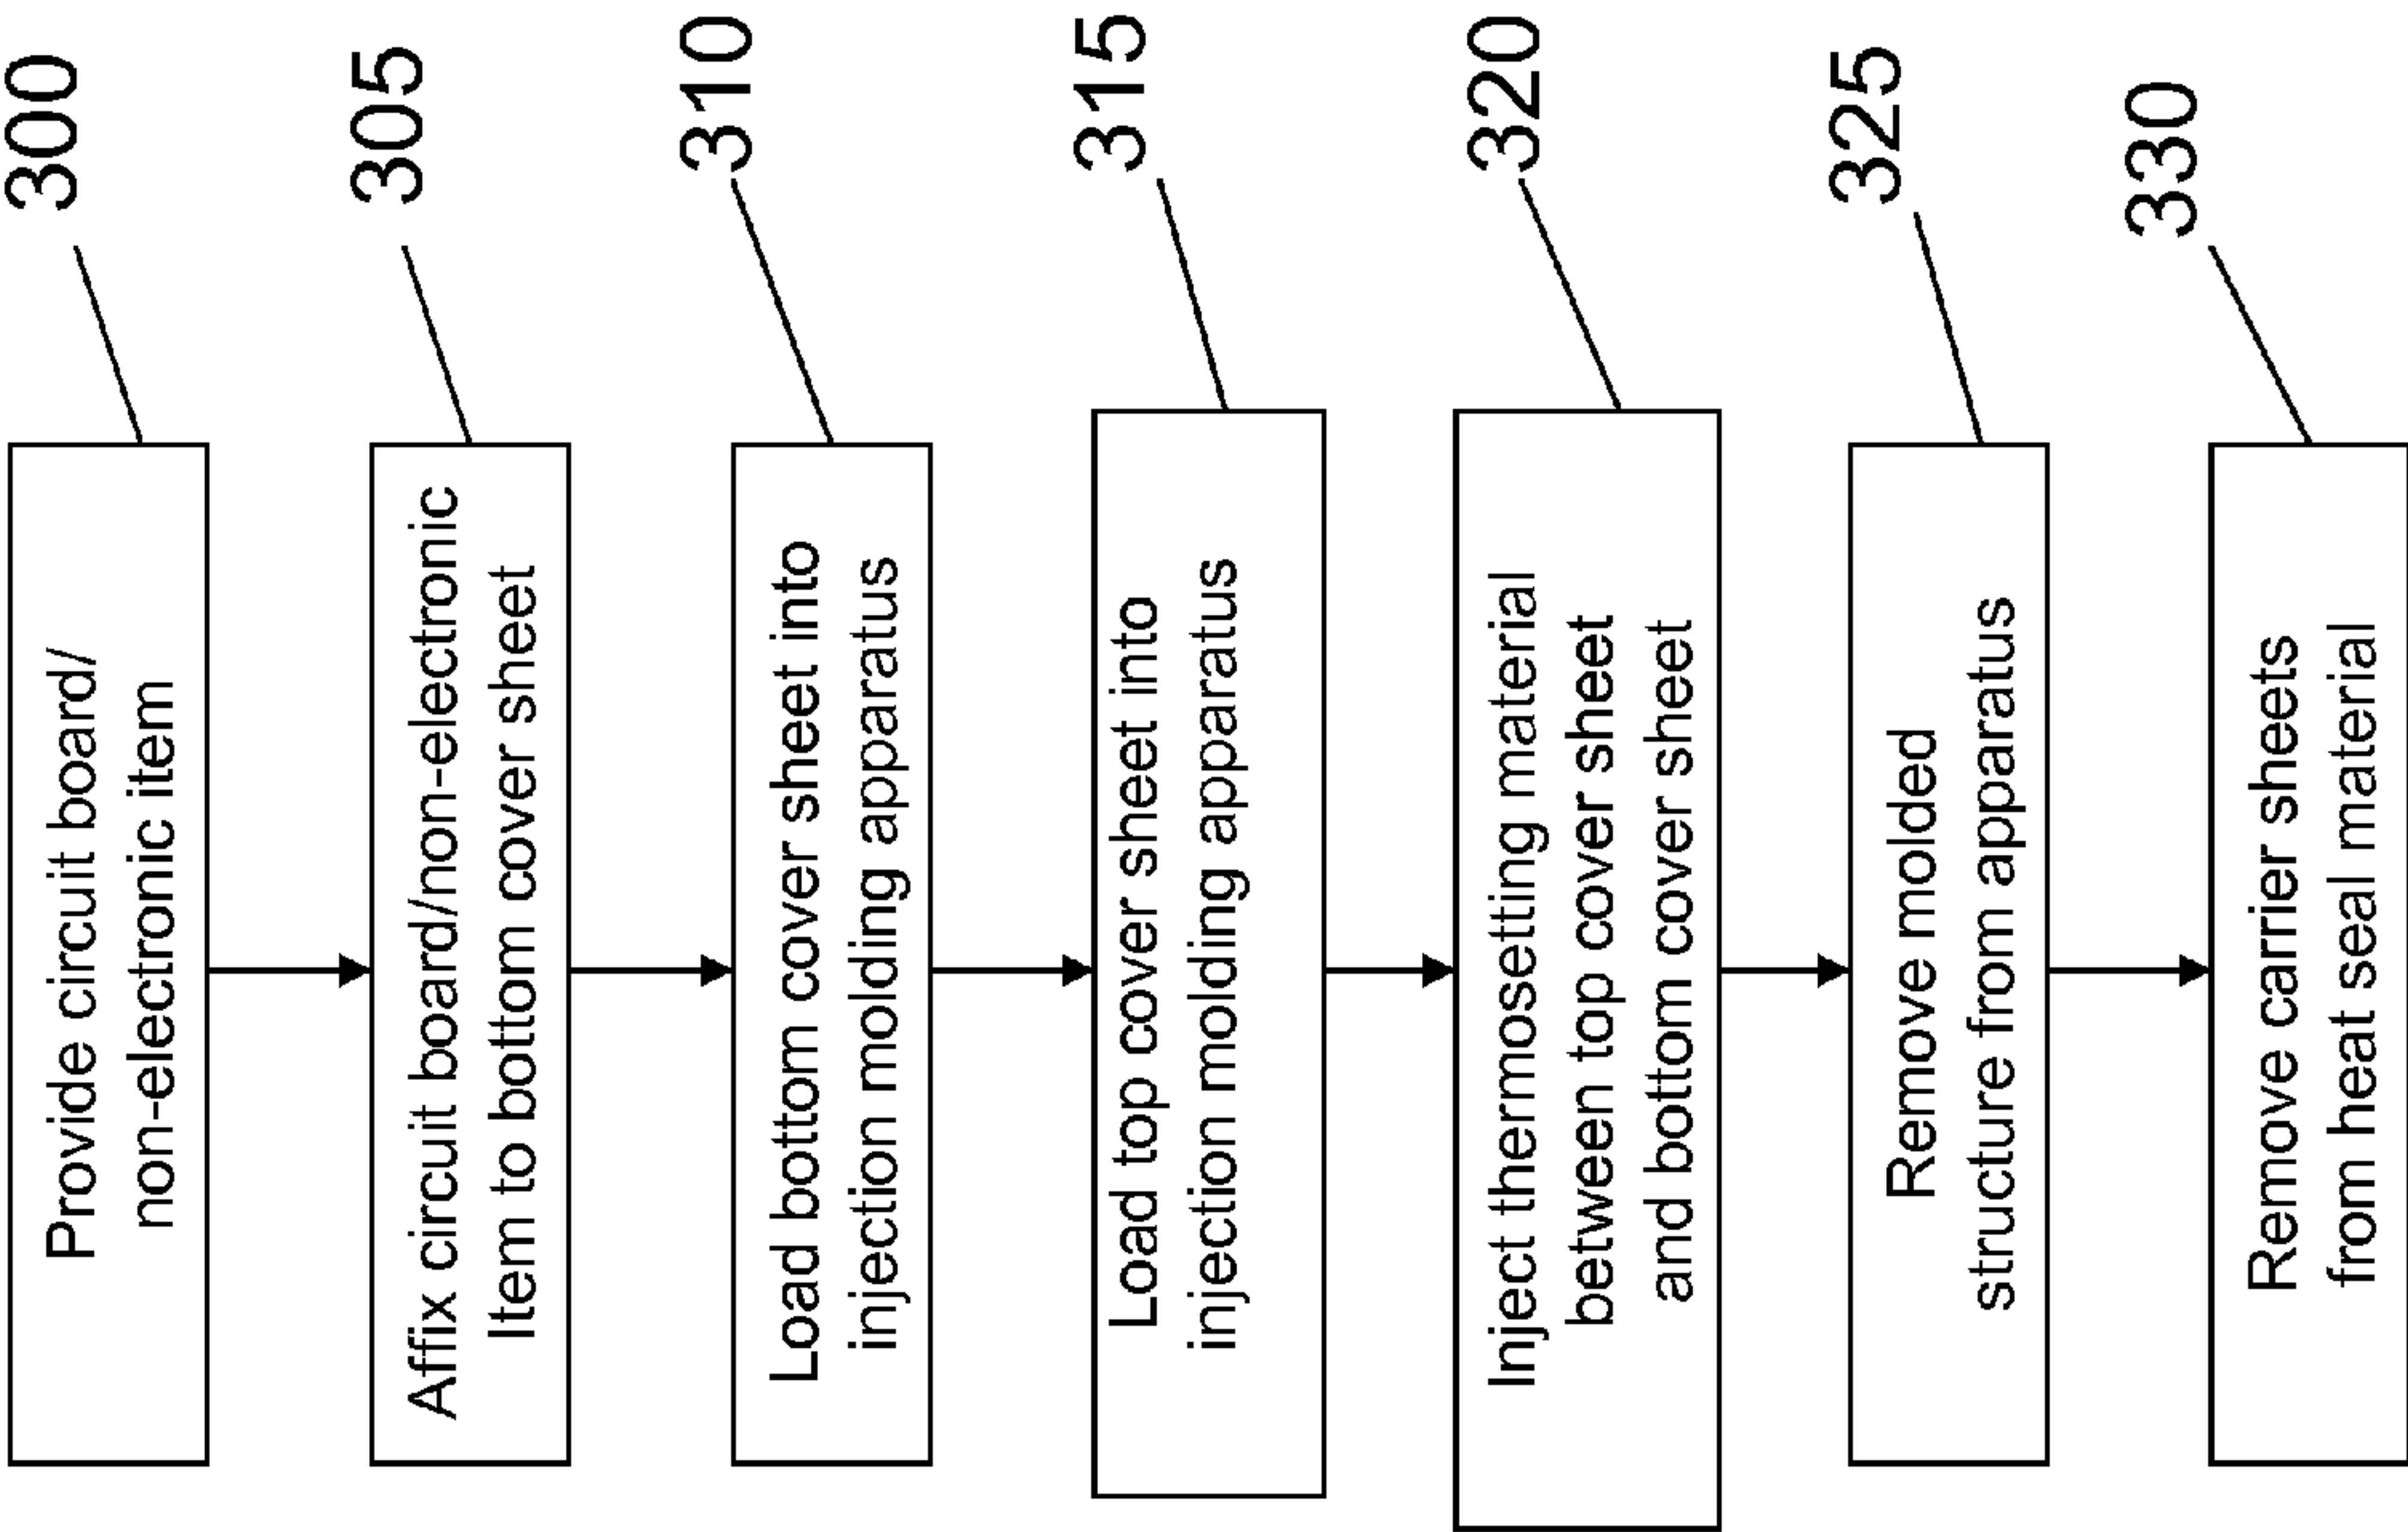 Provide circuit board/
non-electronic item
300
Affix circuit board/non-electronic
Item to bottom cover sheet
305
Load bottom cover sheet into
injection molding apparatus
310
Load top cover sheet into
injection molding apparatus
315
Inject thermosetting material
between top cover sheet
and bottom cover sheet
320
Remove molded
structure from apparatus
325
Remove carrier sheets
from heat seal material
330